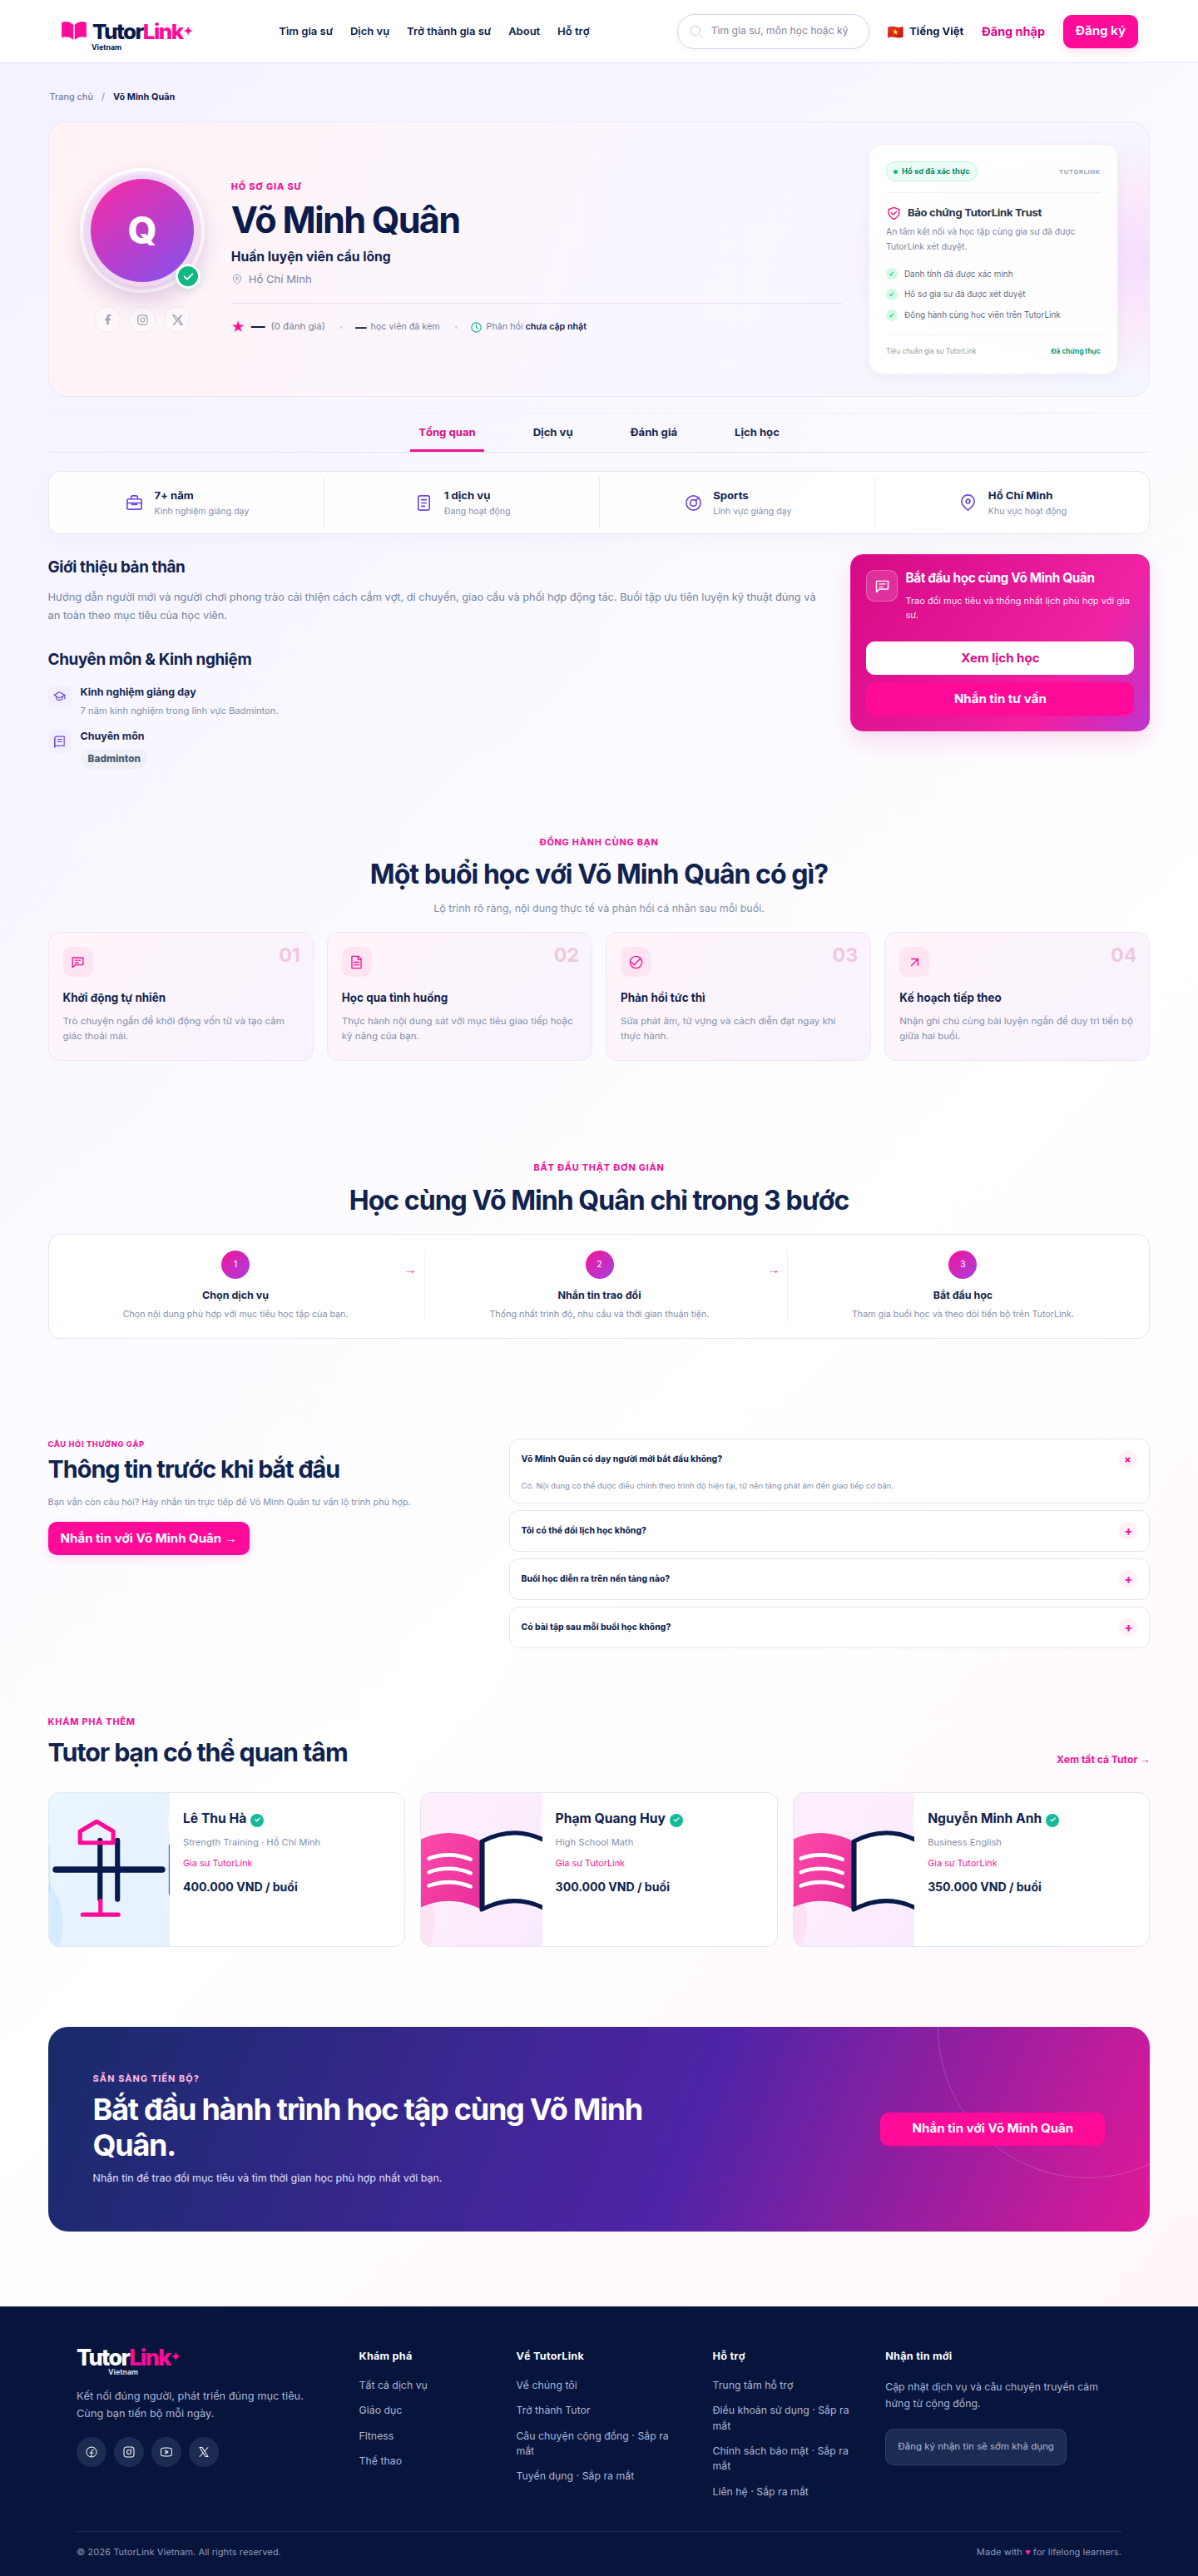 TutorLink
Vietnam
Tìm gia sư
Dịch vụ
Trở thành gia sư
About
Hỗ trợ
Tìm gia sư, môn học hoặc kỹ
Tiếng Việt
Đăng nhập
Đăng ký
Trang chủ / Võ Minh Quân
Q
HỒ SƠ GIA SƯ
Võ Minh Quân
Huấn luyện viên cầu lông
Hồ Chí Minh
— (0 đánh giá) • — học viên đã kèm • Phản hồi chưa cập nhật
Hồ sơ đã xác thực
TUTORLINK
Bảo chứng TutorLink Trust
An tâm kết nối và học tập cùng gia sư đã được
TutorLink xét duyệt.
Danh tính đã được xác minh
Hồ sơ gia sư đã được xét duyệt
Đồng hành cùng học viên trên TutorLink
Tiêu chuẩn gia sư TutorLink
Đã chứng thực
Tổng quan
Dịch vụ
Đánh giá
Lịch học
7+ năm
Kinh nghiệm giảng dạy
1 dịch vụ
Đang hoạt động
Sports
Lĩnh vực giảng dạy
Hồ Chí Minh
Khu vực hoạt động
Giới thiệu bản thân
Hướng dẫn người mới và người chơi phong trào cải thiện cách cầm vợt, di chuyển, giao cầu và phối hợp động tác. Buổi tập ưu tiên luyện kỹ thuật đúng và
an toàn theo mục tiêu của học viên.
Chuyên môn & Kinh nghiệm
Kinh nghiệm giảng dạy
7 năm kinh nghiệm trong lĩnh vực Badminton.
Chuyên môn
Badminton
Bắt đầu học cùng Võ Minh Quân
Trao đổi mục tiêu và thống nhất lịch phù hợp với gia
sư.
Xem lịch học
Nhắn tin tư vấn
ĐỒNG HÀNH CÙNG BẠN
Một buổi học với Võ Minh Quân có gì?
Lộ trình rõ ràng, nội dung thực tế và phản hồi cá nhân sau mỗi buổi.
01
Khởi động tự nhiên
Trò chuyện ngắn để khởi động vốn từ và tạo cảm
giác thoải mái.
02
Học qua tình huống
Thực hành nội dung sát với mục tiêu giao tiếp hoặc
kỹ năng của bạn.
03
Phản hồi tức thì
Sửa phát âm, từ vựng và cách diễn đạt ngay khi
thực hành.
04
Kế hoạch tiếp theo
Nhận ghi chú cùng bài luyện ngắn để duy trì tiến bộ
giữa hai buổi.
BẮT ĐẦU THẬT ĐƠN GIẢN
Học cùng Võ Minh Quân chỉ trong 3 bước
1
Chọn dịch vụ
Chọn nội dung phù hợp với mục tiêu học tập của bạn.
→
2
Nhắn tin trao đổi
Thống nhất trình độ, nhu cầu và thời gian thuận tiện.
→
3
Bắt đầu học
Tham gia buổi học và theo dõi tiến bộ trên TutorLink.
CÂU HỎI THƯỜNG GẶP
Thông tin trước khi bắt đầu
Bạn vẫn còn câu hỏi? Hãy nhắn tin trực tiếp để Võ Minh Quân tư vấn lộ trình phù hợp.
Nhắn tin với Võ Minh Quân →
Võ Minh Quân có dạy người mới bắt đầu không?
Có. Nội dung có thể được điều chỉnh theo trình độ hiện tại, từ nền tảng phát âm đến giao tiếp cơ bản.
Tôi có thể đổi lịch học không?
+
Buổi học diễn ra trên nền tảng nào?
+
Có bài tập sau mỗi buổi học không?
+
KHÁM PHÁ THÊM
Tutor bạn có thể quan tâm
Xem tất cả Tutor →
Lê Thu Hà
Strength Training · Hồ Chí Minh
Gia sư TutorLink
400.000 VND / buổi
Phạm Quang Huy
High School Math
Gia sư TutorLink
300.000 VND / buổi
Nguyễn Minh Anh
Business English
Gia sư TutorLink
350.000 VND / buổi
SẴN SÀNG TIẾN BỘ?
Bắt đầu hành trình học tập cùng Võ Minh
Quân.
Nhắn tin để trao đổi mục tiêu và tìm thời gian học phù hợp nhất với bạn.
Nhắn tin với Võ Minh Quân
TutorLink
Vietnam
Kết nối đúng người, phát triển đúng mục tiêu.
Cùng bạn tiến bộ mỗi ngày.
Khám phá
Tất cả dịch vụ
Giáo dục
Fitness
Thể thao
Về TutorLink
Về chúng tôi
Trở thành Tutor
Câu chuyện cộng đồng · Sắp ra
mắt
Tuyển dụng · Sắp ra mắt
Hỗ trợ
Trung tâm hỗ trợ
Điều khoản sử dụng · Sắp ra
mắt
Chính sách bảo mật · Sắp ra
mắt
Liên hệ · Sắp ra mắt
Nhận tin mới
Cập nhật dịch vụ và câu chuyện truyền cảm
hứng từ cộng đồng.
Đăng ký nhận tin sẽ sớm khả dụng
© 2026 TutorLink Vietnam. All rights reserved.
Made with ♥ for lifelong learners.